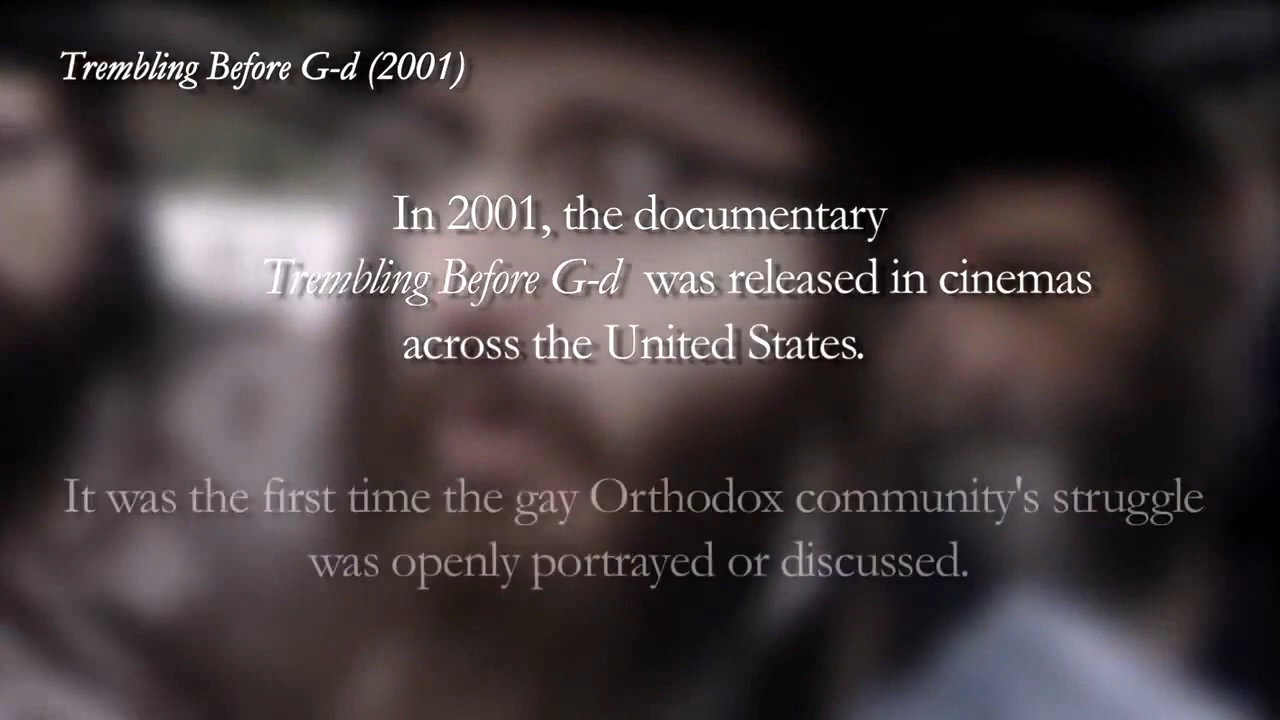 Trembling Before G-d (2001)
In 2001, the documentary
Trembling Before G-d was released in cinemas
across the United States.
It was the first time the gay Orthodox community's struggle
was openly portrayed or discussed.